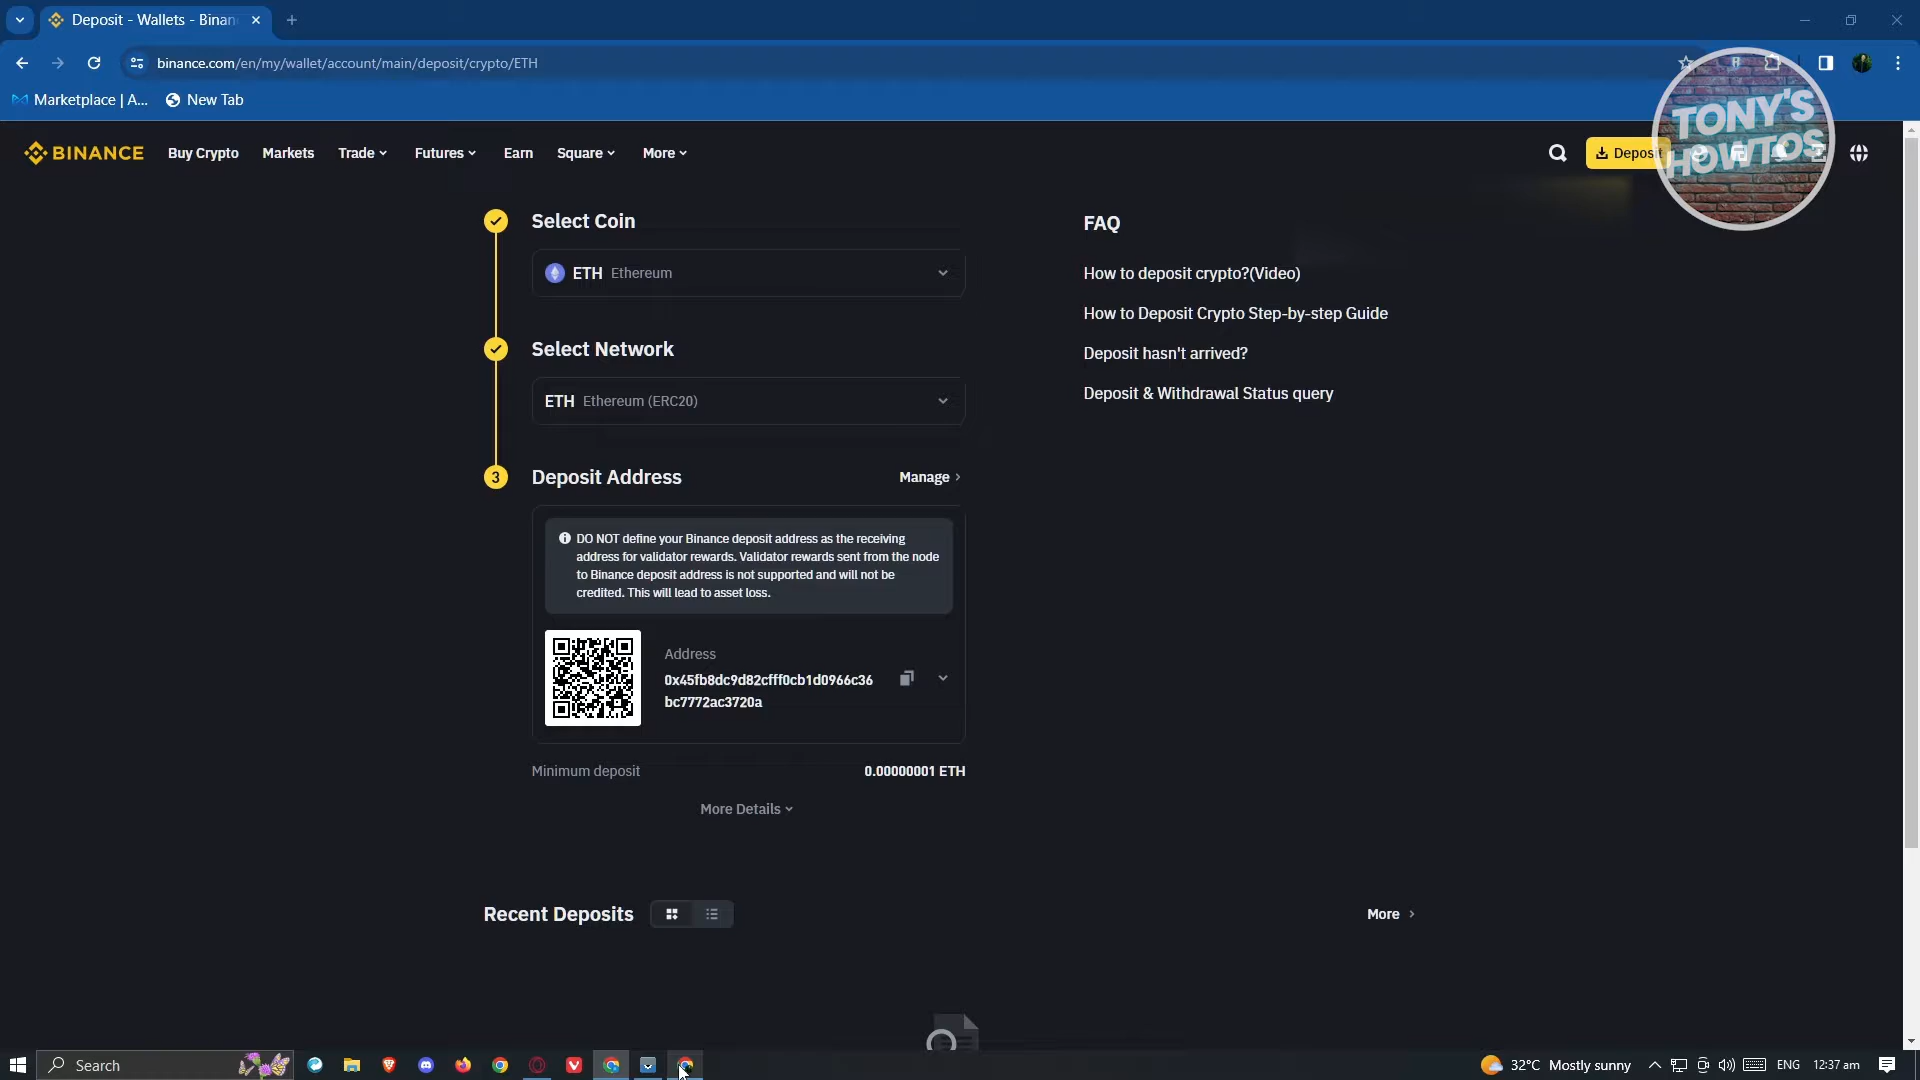 Deposit - Wallets - Binan
binance.com/en/my/wallet/account/main/deposit/crypto/ETH
Marketplace | A... New Tab
BINANCE Buy Crypto Markets Trade Futures Earn Square More Deposit
TONY'S
HOWTOS
Select Coin
ETH Ethereum
Select Network
ETH Ethereum (ERC20)
3 Deposit Address Manage
DO NOT define your Binance deposit address as the receiving
address for validator rewards. Validator rewards sent from the node
to Binance deposit address is not supported and will not be
credited. This will lead to asset loss.
Address
0x45fb8dc9d82cfff0cb1d0966c36
bc7772ac3720a
Minimum deposit 0.00000001 ETH
More Details
FAQ
How to deposit crypto?(Video)
How to Deposit Crypto Step-by-step Guide
Deposit hasn't arrived?
Deposit & Withdrawal Status query
Recent Deposits More
Search 32°C Mostly sunny ENG 12:37 am